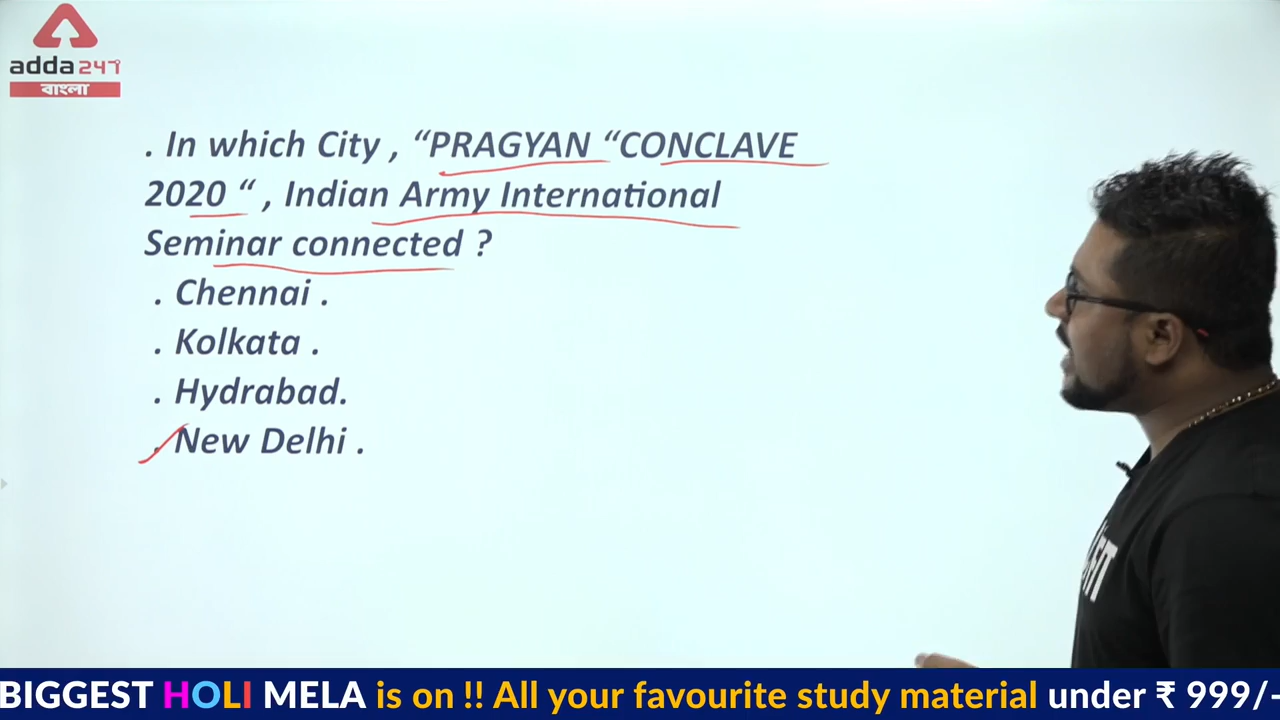 adda247
বাংলা
. In which City , “PRAGYAN “CONCLAVE
2020 “ , Indian Army International
Seminar connected ?
. Chennai .
. Kolkata .
. Hydrabad.
. New Delhi .
BIGGEST HOLI MELA is on !! All your favourite study material under ₹ 999/-